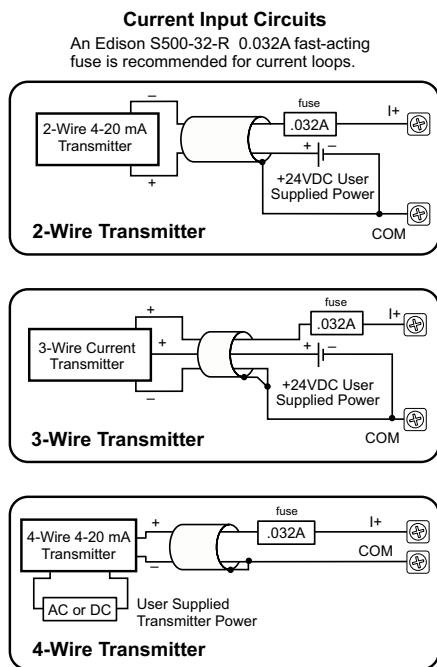 Current Input Circuits
An Edison S500-32-R 0.032A fast-acting
fuse is recommended for current loops.
–
fuse
I+
2-Wire 4-20 mA
Transmitter
.032A
+ –
+
+24VDC User
Supplied Power
COM
2-Wire Transmitter
+
fuse
I+
3-Wire Current
Transmitter
+
.032A
+ –
–
+24VDC User
Supplied Power
COM
3-Wire Transmitter
fuse
+
I+
4-Wire 4-20 mA
Transmitter
.032A
COM
–
AC or DC
User Supplied
Transmitter Power
4-Wire Transmitter